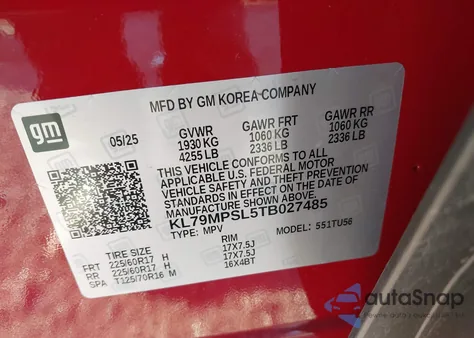 MFD BY GM KOREA COMPANY
gm
05/25 GVWR GAWR FRT GAWR RR
1930 KG 1060 KG 1060 KG
4255 LB 2336 LB 2336 LB
THIS VEHICLE CONFORMS TO ALL
APPLICABLE U.S. FEDERAL MOTOR
VEHICLE SAFETY, BUMPER, AND THEFT
PREVENTION STANDARDS IN EFFECT
ON THE DATE OF
MANUFACTURE SHOWN ABOVE.
KL79MPSL5TB027485
TYPE: MPV MODEL: 551TU56
TIRE SIZE RIM
FRT 225/60R17 H 17X7.5J
RR 225/60R17 H 17X7.5J
SPA T125/70R16 M 16X4BT
autoSnap